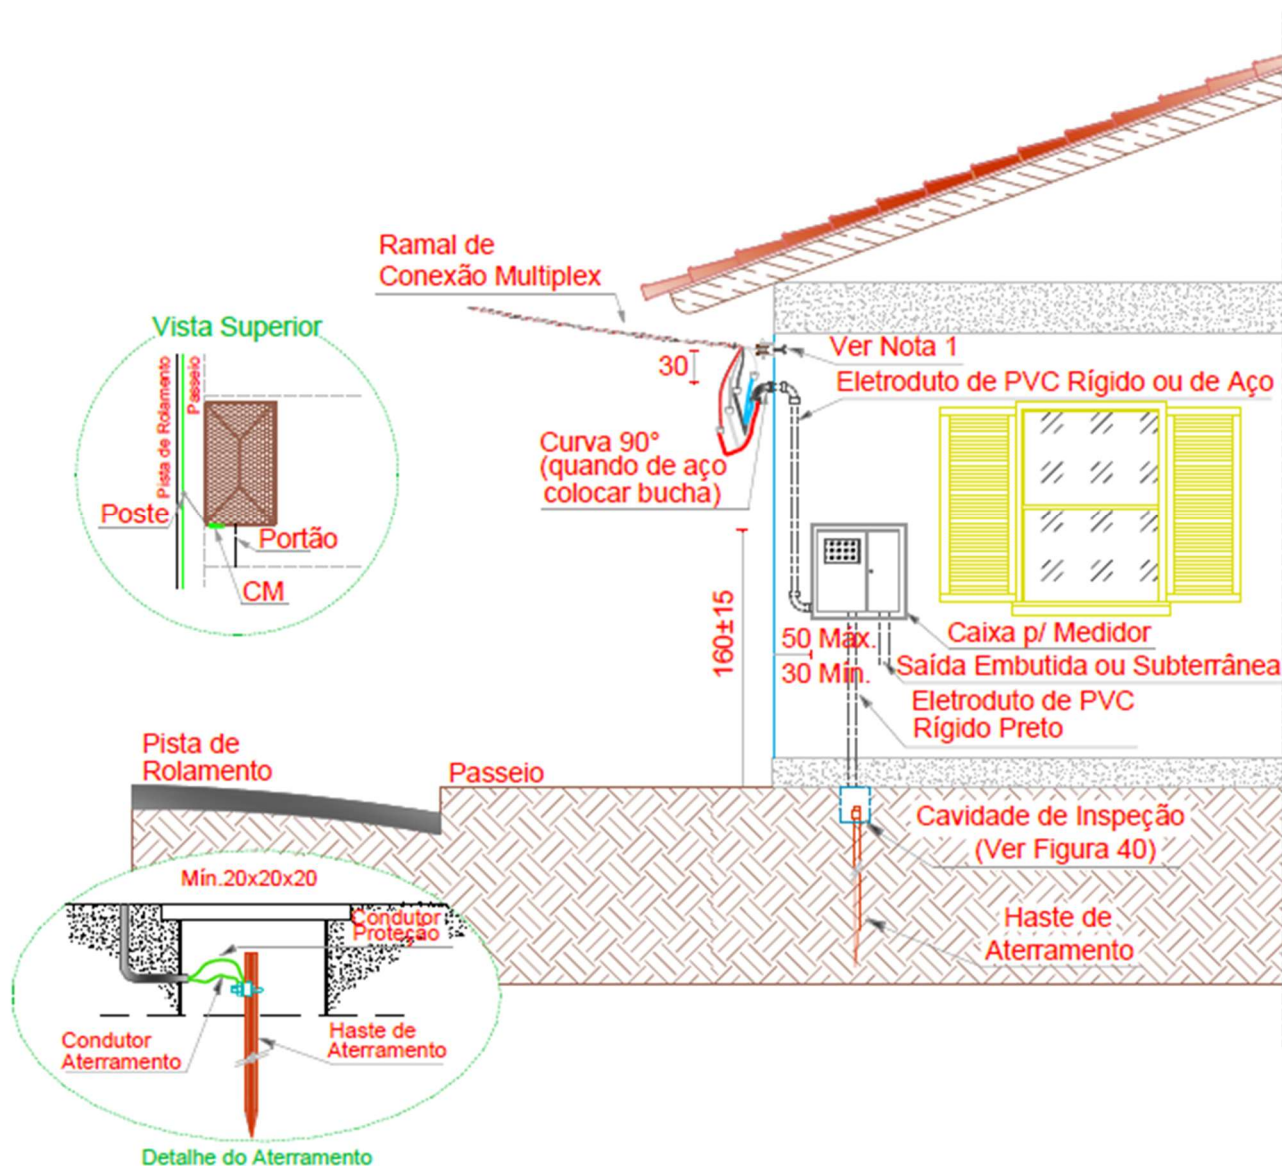 Ramal de
Conexão Multiplex
Vista Superior
Pista de Rolamento
Passeio
Poste
Portão
CM
30
Ver Nota 1
Eletroduto de PVC Rígido ou de Aço
Curva 90°
(quando de aço
colocar bucha)
160±15
50 Máx.
30 Mín.
Caixa p/ Medidor
Saída Embutida ou Subterrânea
Eletroduto de PVC
Rígido Preto
Pista de
Rolamento
Passeio
Cavidade de Inspeção
(Ver Figura 40)
Haste de
Aterramento
Mín.20x20x20
Condutor
Proteção
Condutor
Aterramento
Haste de
Aterramento
Detalhe do Aterramento